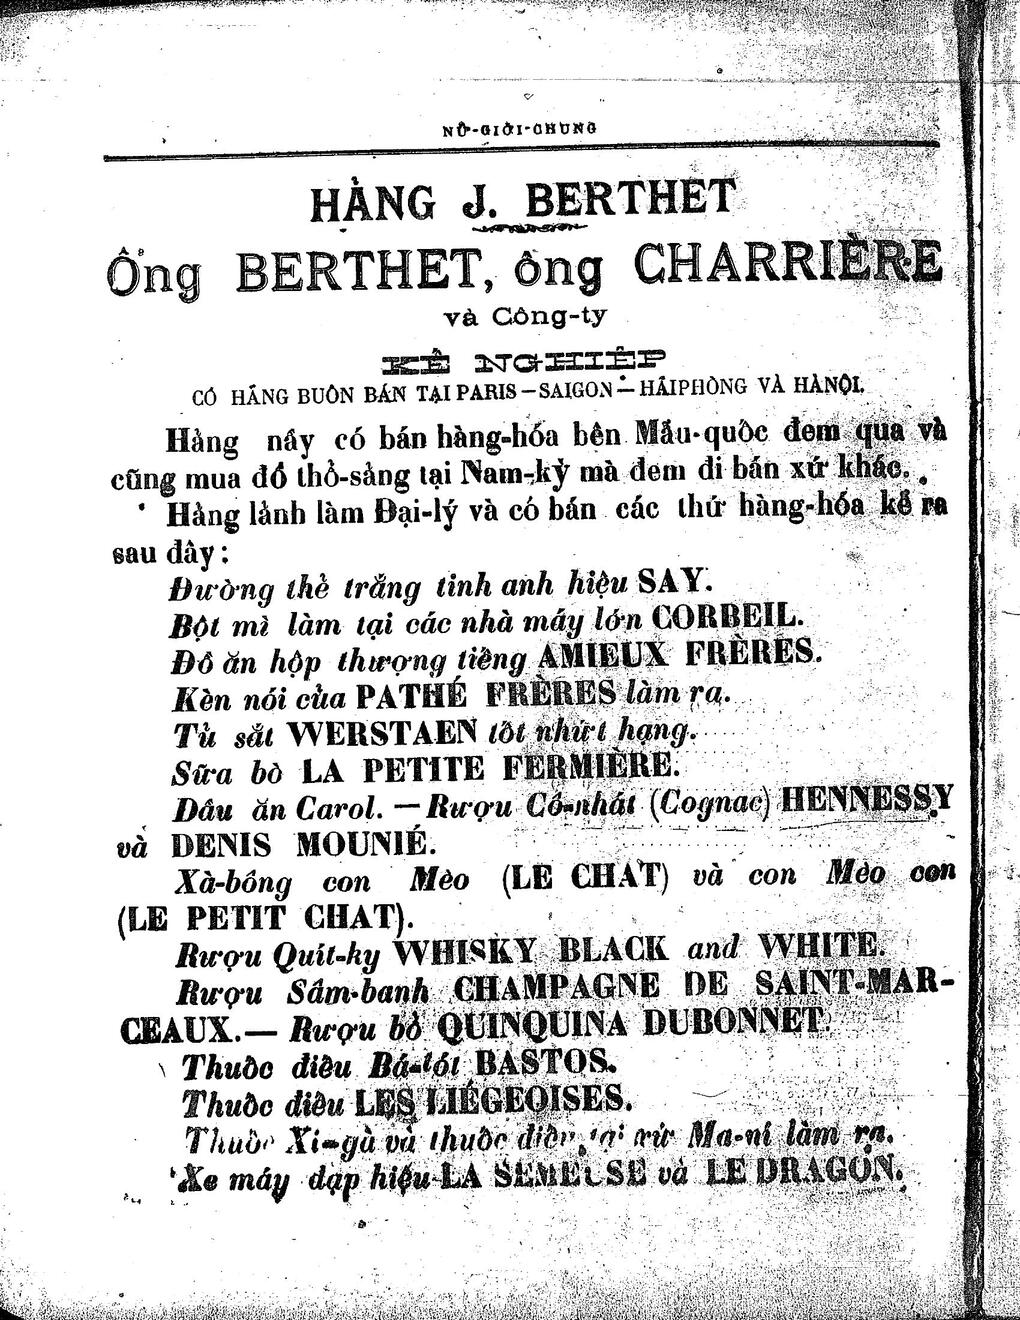 NỮ-GIỚI-CHUNG
HÀNG J. BERTHET
Ông BERTHET, ông CHARRIÈRE
và Công-ty
KẾ NGHIỆP
CÓ HÀNG BUÔN BÁN TẠI PARIS — SAIGON — HẢIPHÒNG VÀ HÀNỘI.
Hàng nầy có bán hàng-hóa bên Mẫu-quốc đem qua và
cũng mua đồ thổ-sảng tại Nam-kỳ mà đem đi bán xứ khác.
Hàng lảnh làm Đại-lý và có bán các thứ hàng-hóa kể ra
sau đây :
Đường thẻ trắng tinh anh hiệu SAY.
Bột mì làm tại các nhà máy lớn CORBEIL.
Đồ ăn hộp thượng tiếng AMIEUX FRÈRES.
Kèn nói của PATHÉ FRÈRES làm ra.
Tủ sắt WERSTAEN tốt nhứt hạng.
Sữa bò LA PETITE FERMIÈRE.
Dầu ăn Carol. — Rượu Cô-nhát (Cognac) HENNESSY
và DENIS MOUNIÉ.
Xà-bông con Mèo (LE CHAT) và con Mèo con
(LE PETIT CHAT).
Rượu Quít-ky WHISKY BLACK and WHITE.
Rượu Sâm-banh CHAMPAGNE DE SAINT-MAR-
CEAUX. — Rượu bổ QUINQUINA DUBONNET.
Thuốc điếu Bá-tót BASTOS.
Thuốc điếu LES LIÉGEOISES.
Thuốc Xì-gà và thuốc điếu tại xứ Ma-ní làm ra.
Xe máy đạp hiệu LA SEMEUSE và LE DRAGON.